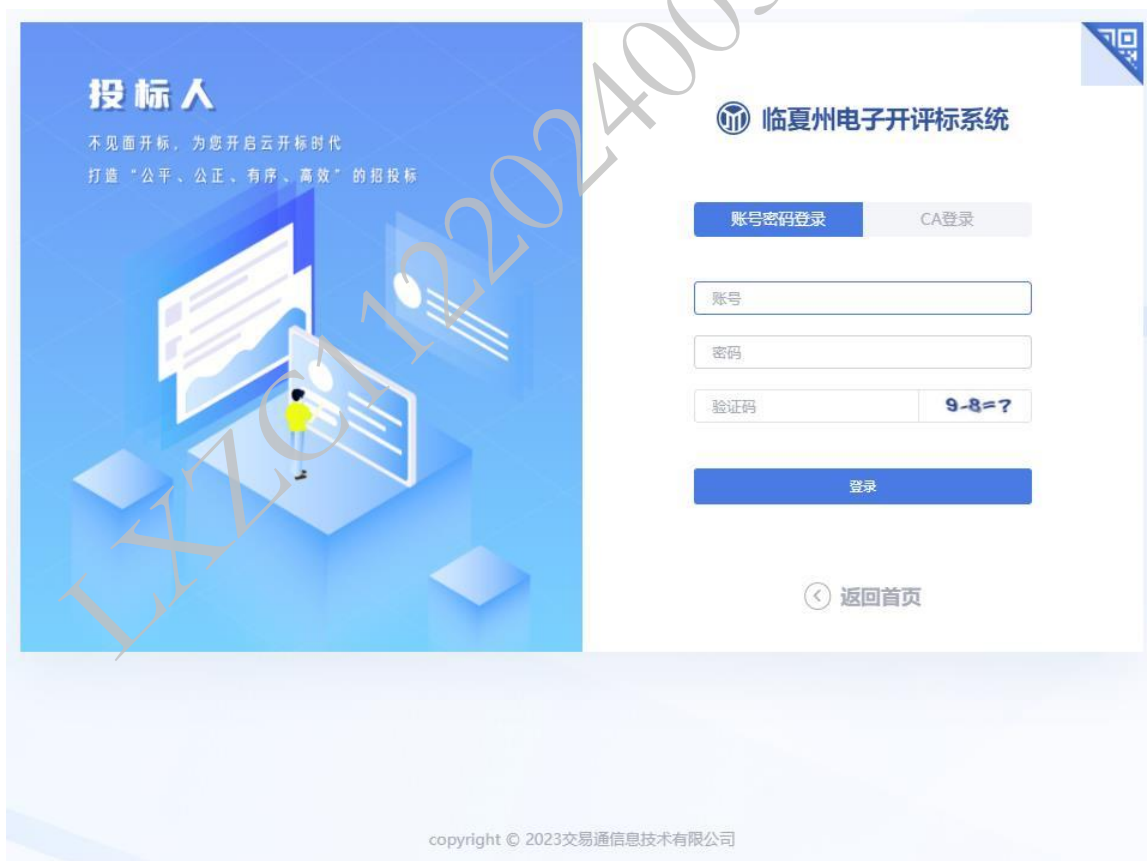 投标人
不见面开标，为您开启云开标时代
打造“公平、公正、有序、高效”的招投标
临夏州电子开评标系统
账号密码登录
CA登录
账号
密码
验证码
9-8=?
登录
返回首页
copyright © 2023交易通信息技术有限公司